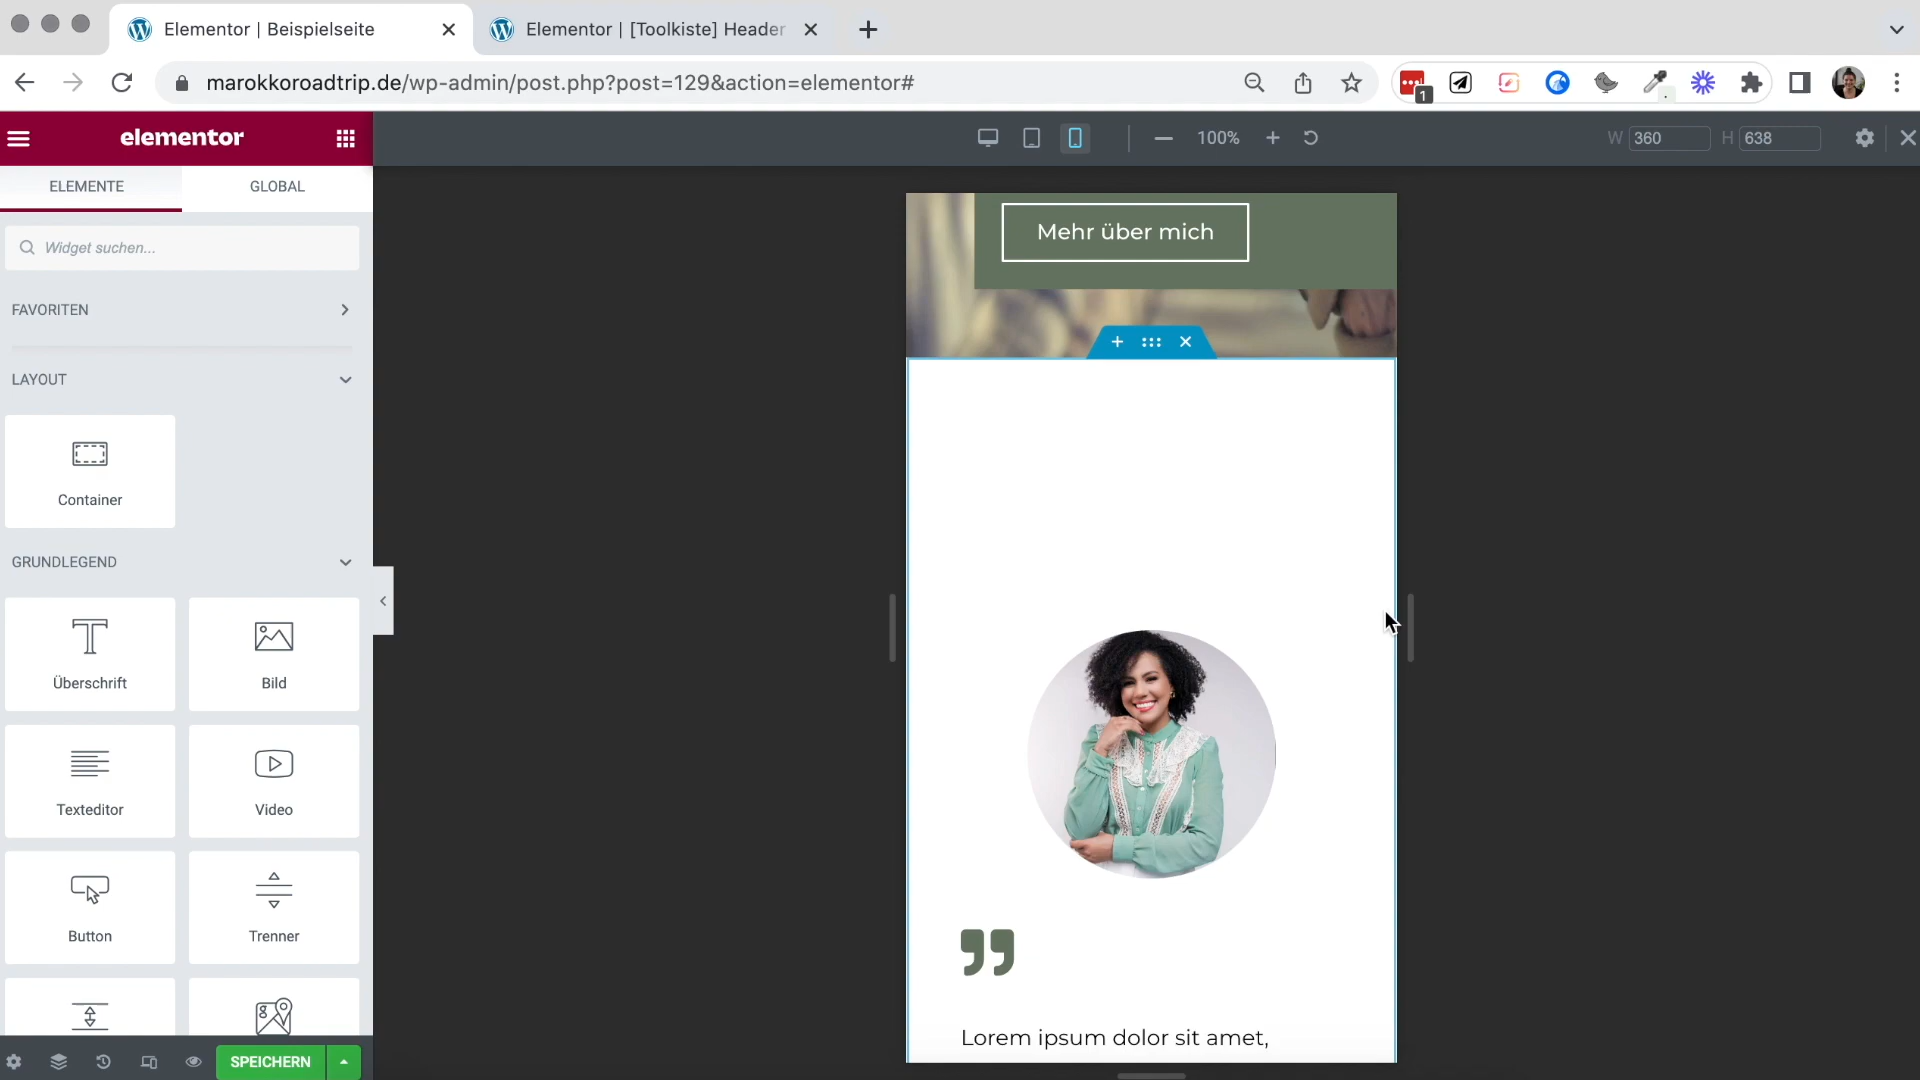 Elementor | Beispielseite
Elementor | [Toolkiste] Header
marokkoroadtrip.de/wp-admin/post.php?post=129&action=elementor#
1
elementor
100%
W 360
H 638
ELEMENTE
GLOBAL
Widget suchen...
FAVORITEN
LAYOUT
Container
GRUNDLEGEND
Überschrift
Bild
Texteditor
Video
Button
Trenner
SPEICHERN
Mehr über mich
Lorem ipsum dolor sit amet,